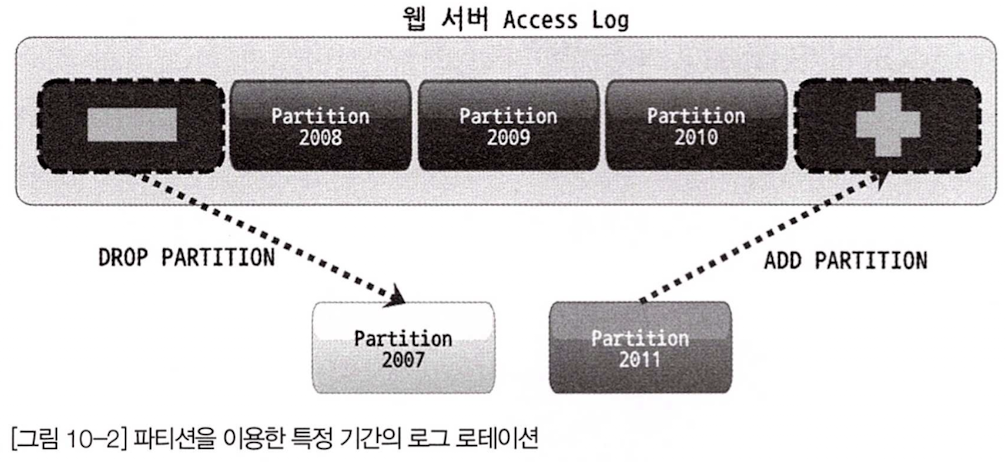 웹 서버 Access Log
Partition
2008
Partition
2009
Partition
2010
DROP PARTITION
ADD PARTITION
Partition
2007
Partition
2011
[그림 10-2] 파티션을 이용한 특정 기간의 로그 로테이션